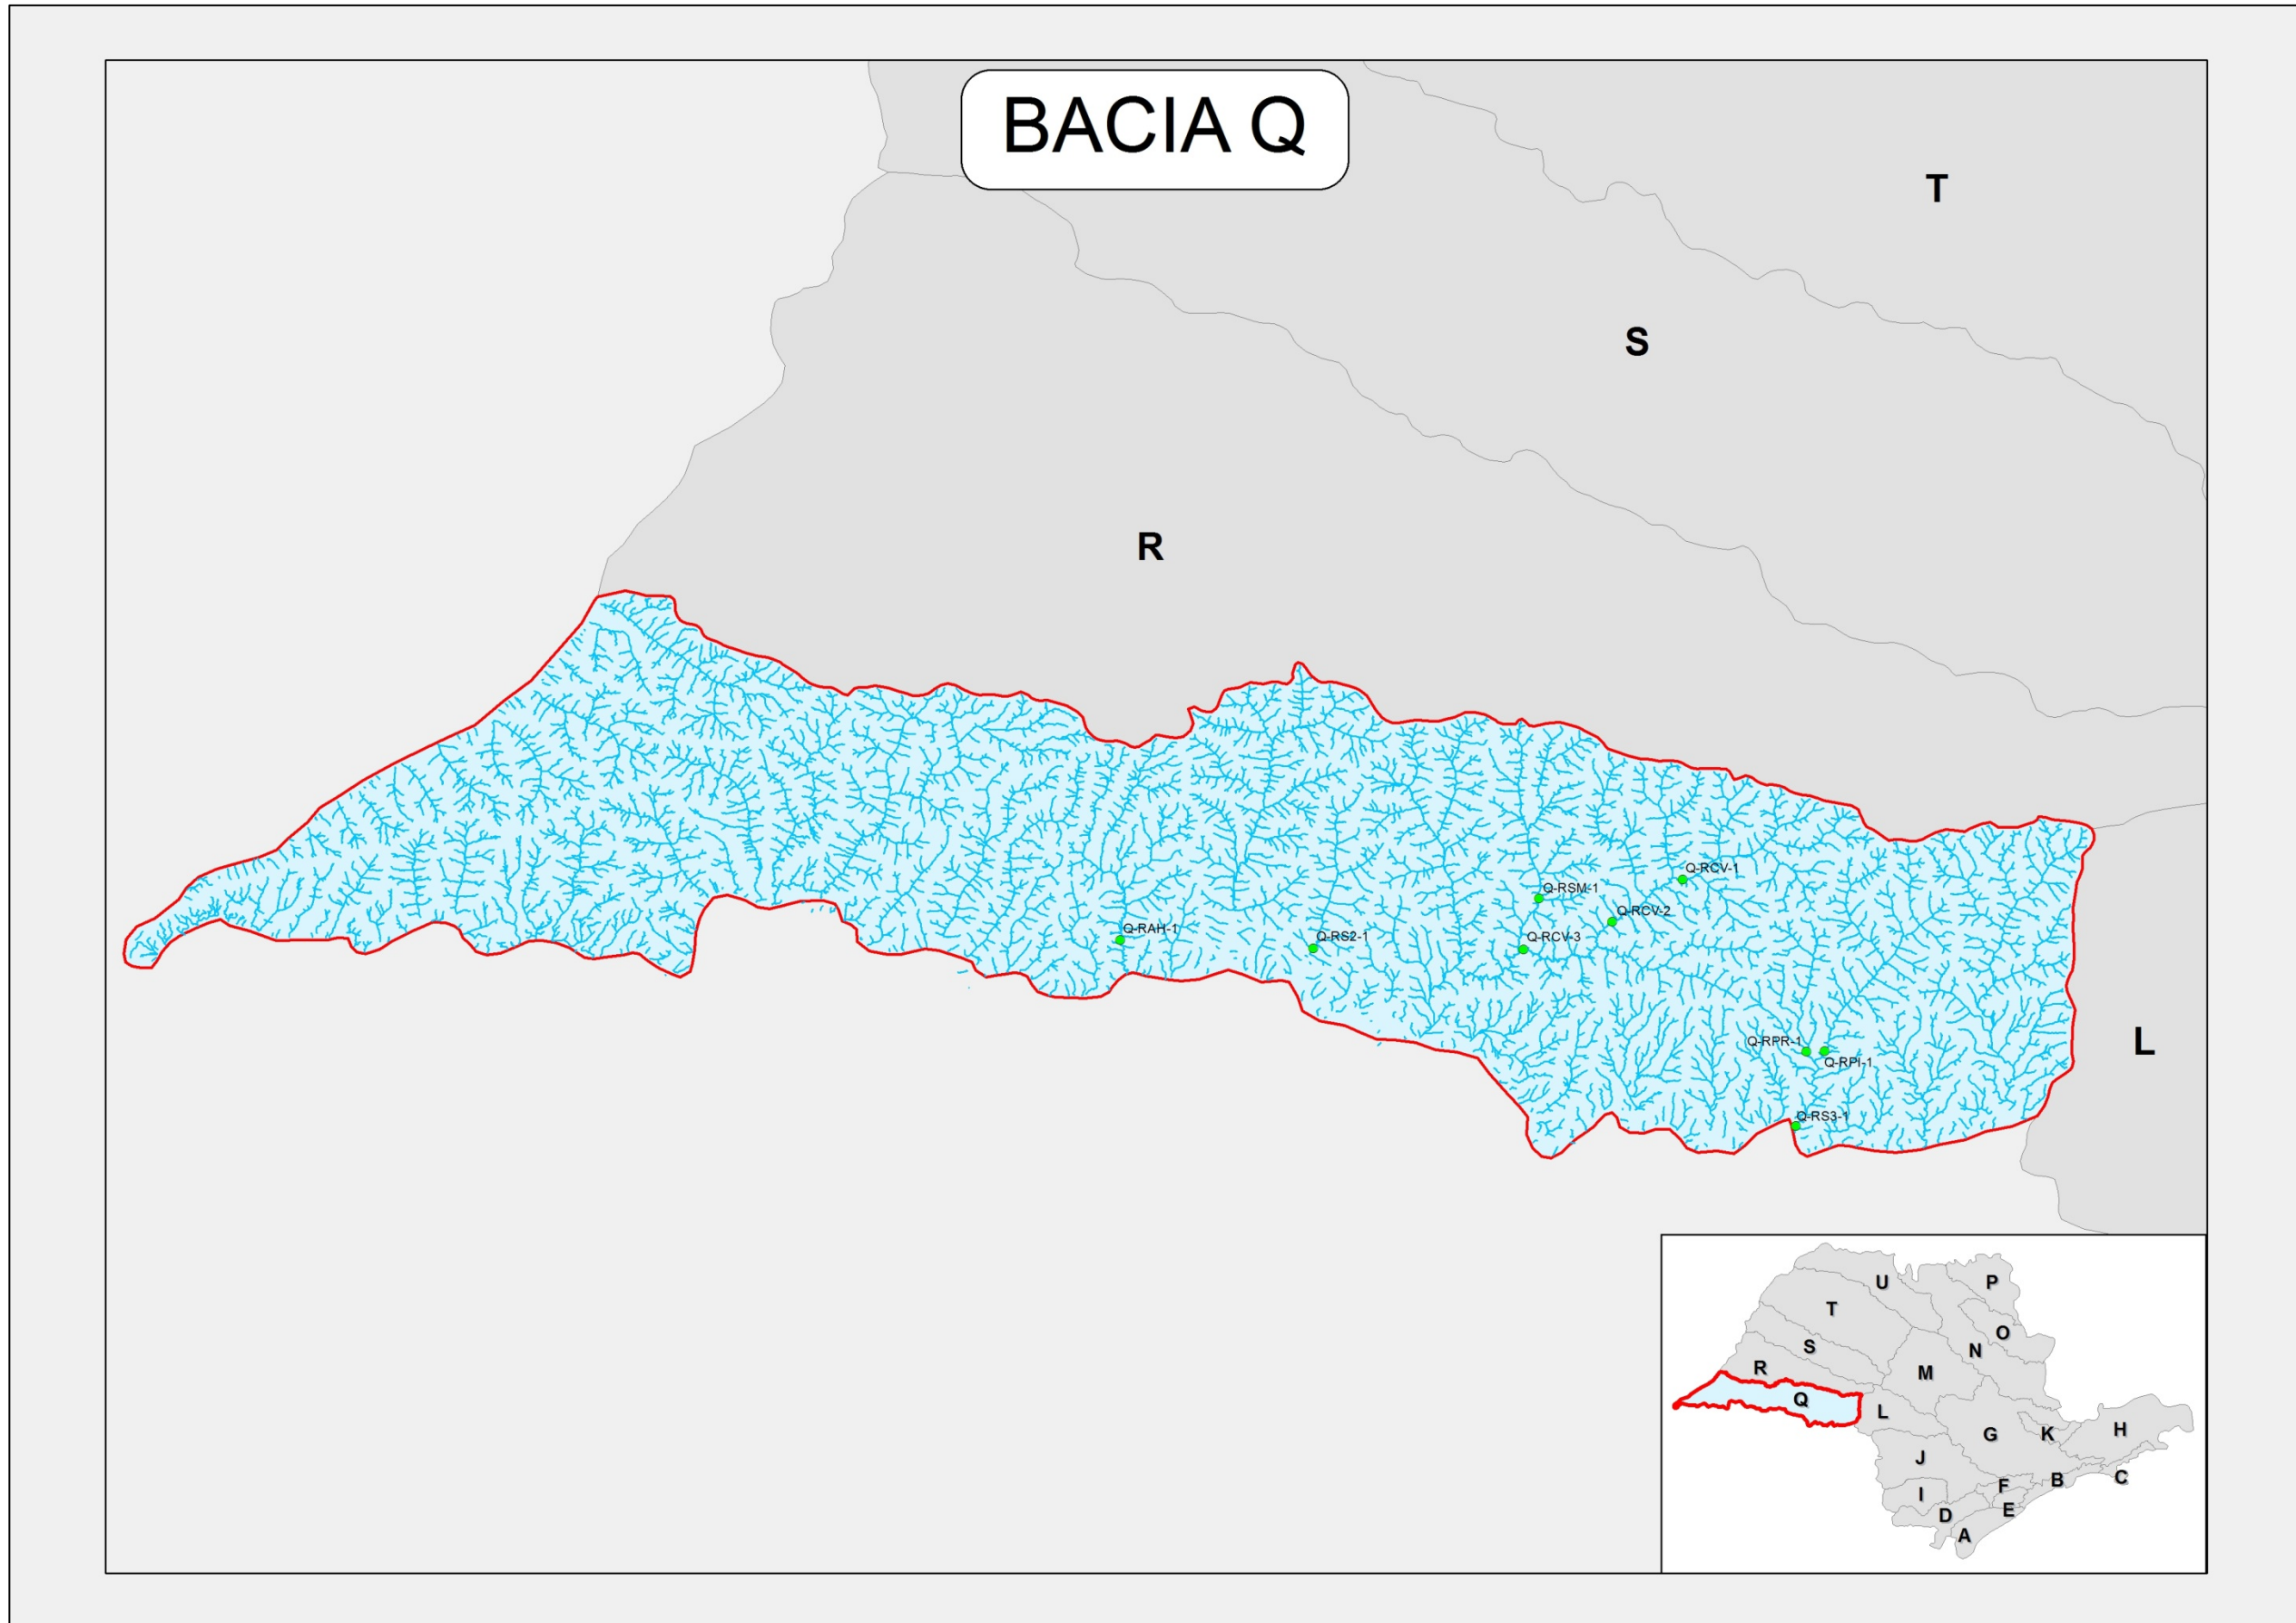 BACIA Q
T
S
R
Q-RCV-1
Q-RSM-1
Q-RCV-2
Q-RAH-1
Q-RS2-1
Q-RCV-3
Q-RPR-1
L
Q-RPI-1
Q-RS3-1
U
P
T
O
S
N
R
M
Q
L
G
K
H
J
B
C
F
I
E
D
A